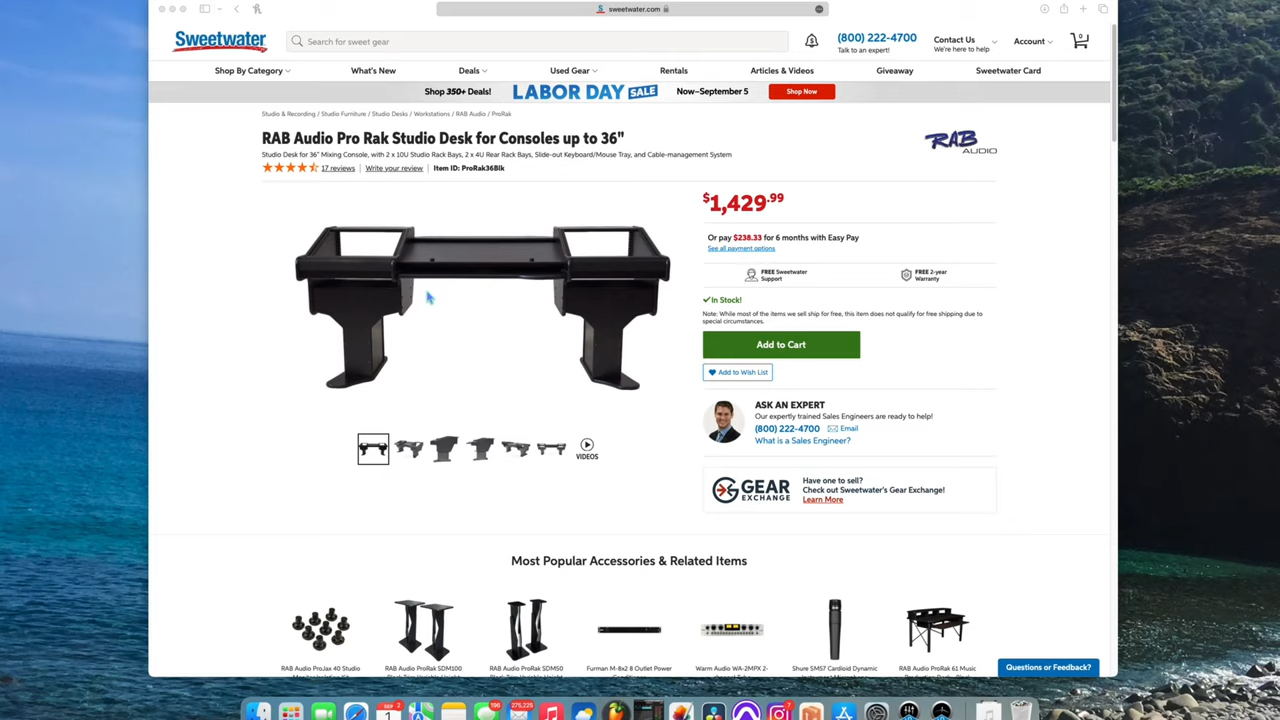 sweetwater.com
Sweetwater
Search for sweet gear
(800) 222-4700
Talk to an expert!
Contact Us
We're here to help
Account
0
Shop By Category
What's New
Deals
Used Gear
Rentals
Articles & Videos
Giveaway
Sweetwater Card
Shop 350+ Deals! LABOR DAY SALE Now–September 5 Shop Now
Studio & Recording / Studio Furniture / Studio Desks / Workstations / RAB Audio / ProRak
RAB Audio Pro Rak Studio Desk for Consoles up to 36"
Studio Desk for 36" Mixing Console, with 2 x 10U Studio Rack Bays, 2 x 4U Rear Rack Bays, Slide-out Keyboard/Mouse Tray, and Cable-management System
17 reviews | Write your review | Item ID: ProRak36Blk
RAB
AUDIO
$1,429.99
Or pay $238.33 for 6 months with Easy Pay
See all payment options
FREE Sweetwater
Support
FREE 2-year
Warranty
In Stock!
Note: While most of the items we sell ship for free, this item does not qualify for free shipping due to
special circumstances.
Add to Cart
Add to Wish List
ASK AN EXPERT
Our expertly trained Sales Engineers are ready to help!
(800) 222-4700 Email
What is a Sales Engineer?
VIDEOS
GEAR
EXCHANGE
Have one to sell?
Check out Sweetwater's Gear Exchange!
Learn More
Most Popular Accessories & Related Items
RAB Audio ProJax 40 Studio
RAB Audio ProRak SDM100
RAB Audio ProRak SDM50
Furman M-8x2 8 Outlet Power
Warm Audio WA-2MPX 2-
Shure SM57 Cardioid Dynamic
RAB Audio ProRak 61 Music
Questions or Feedback?
SEP 2
1
196
275,225
7